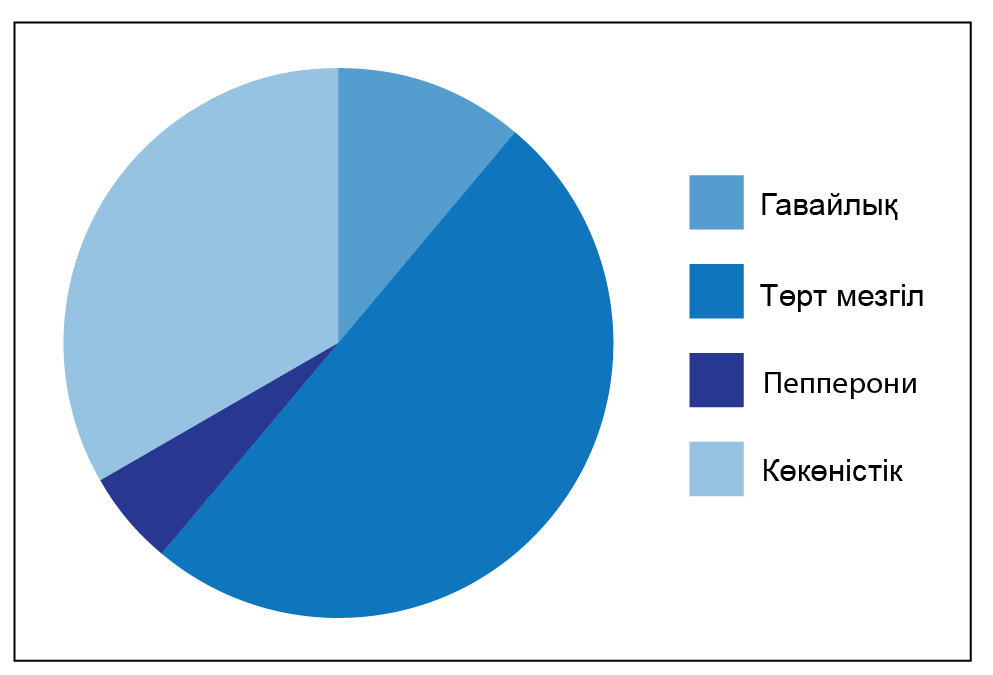 Гавайлық
Төрт мезгіл
Пепперони
Көкөністік